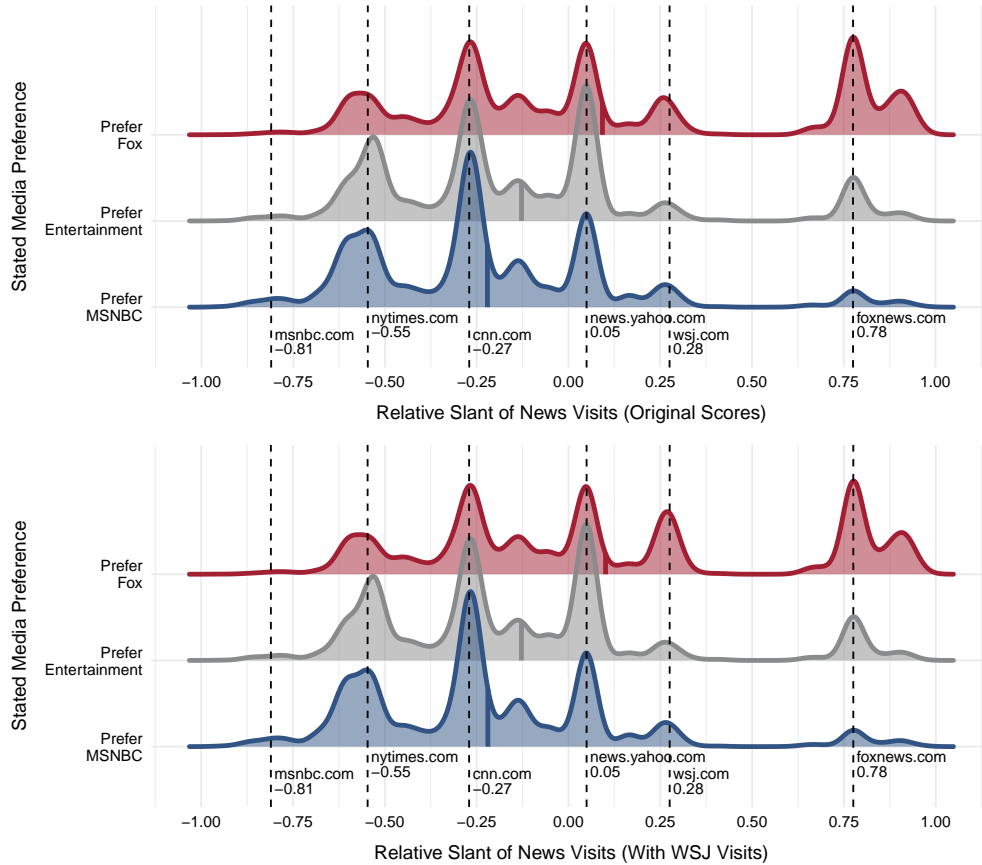 Stated Media Preference
Prefer
Fox
Prefer
Entertainment
Prefer
MSNBC
msnbc.com
−0.81
nytimes.com
−0.55
cnn.com
−0.27
news.yahoo.com
0.05
wsj.com
0.28
foxnews.com
0.78
−1.00 −0.75 −0.50 −0.25 0.00 0.25 0.50 0.75 1.00
Relative Slant of News Visits (Original Scores)
Stated Media Preference
Prefer
Fox
Prefer
Entertainment
Prefer
MSNBC
msnbc.com
−0.81
nytimes.com
−0.55
cnn.com
−0.27
news.yahoo.com
0.05
wsj.com
0.28
foxnews.com
0.78
−1.00 −0.75 −0.50 −0.25 0.00 0.25 0.50 0.75 1.00
Relative Slant of News Visits (With WSJ Visits)